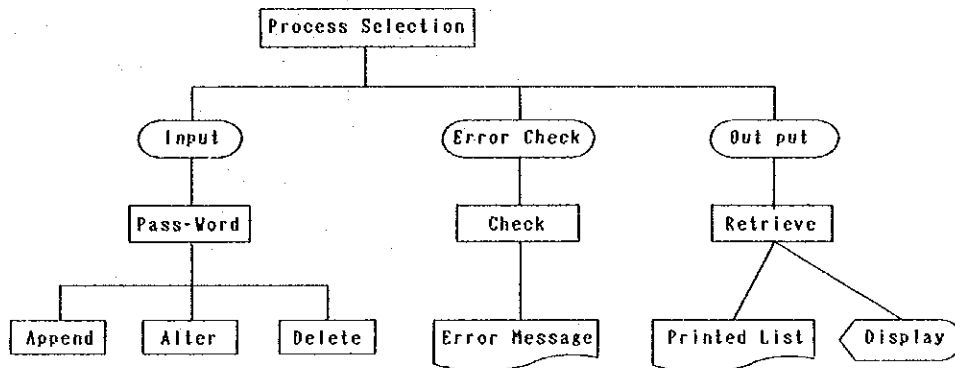 Process Selection
Input
Error Check
Out put
Pass-Word
Check
Retrieve
Append
Alter
Delete
Error Message
Printed List
Display